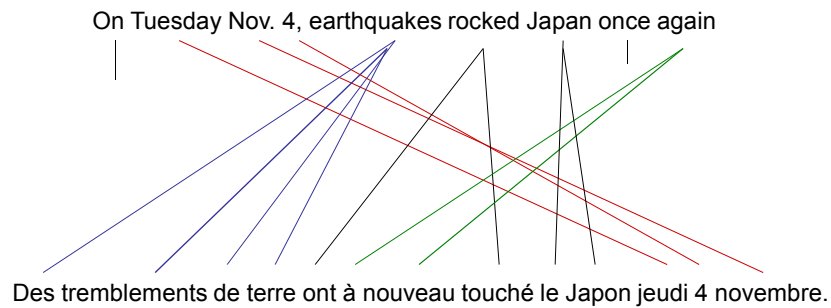 On Tuesday Nov. 4, earthquakes rocked Japan once again
Des tremblements de terre ont à nouveau touché le Japon jeudi 4 novembre.